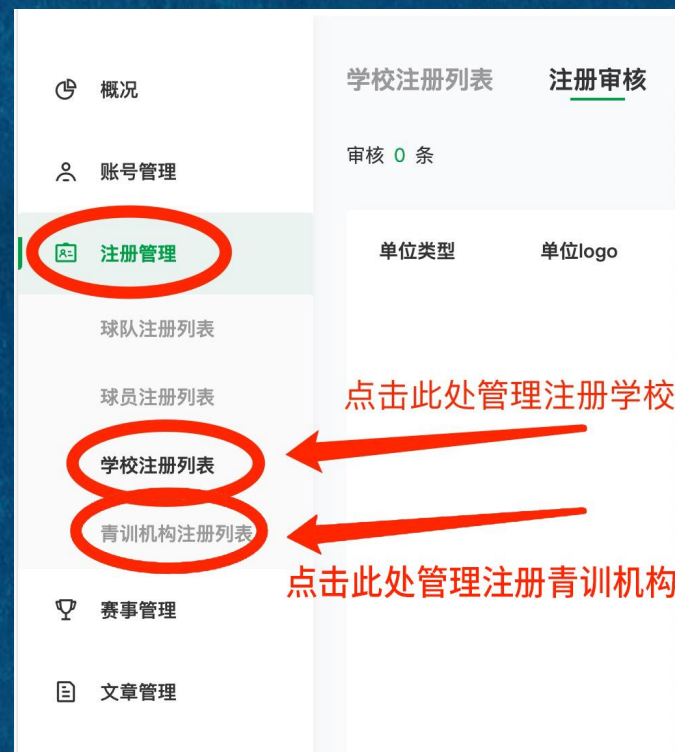 概况
账号管理
注册管理
球队注册列表
球员注册列表
学校注册列表
青训机构注册列表
赛事管理
文章管理
学校注册列表 注册审核
审核 0 条
单位类型 单位logo
点击此处管理注册学校
点击此处管理注册青训机构